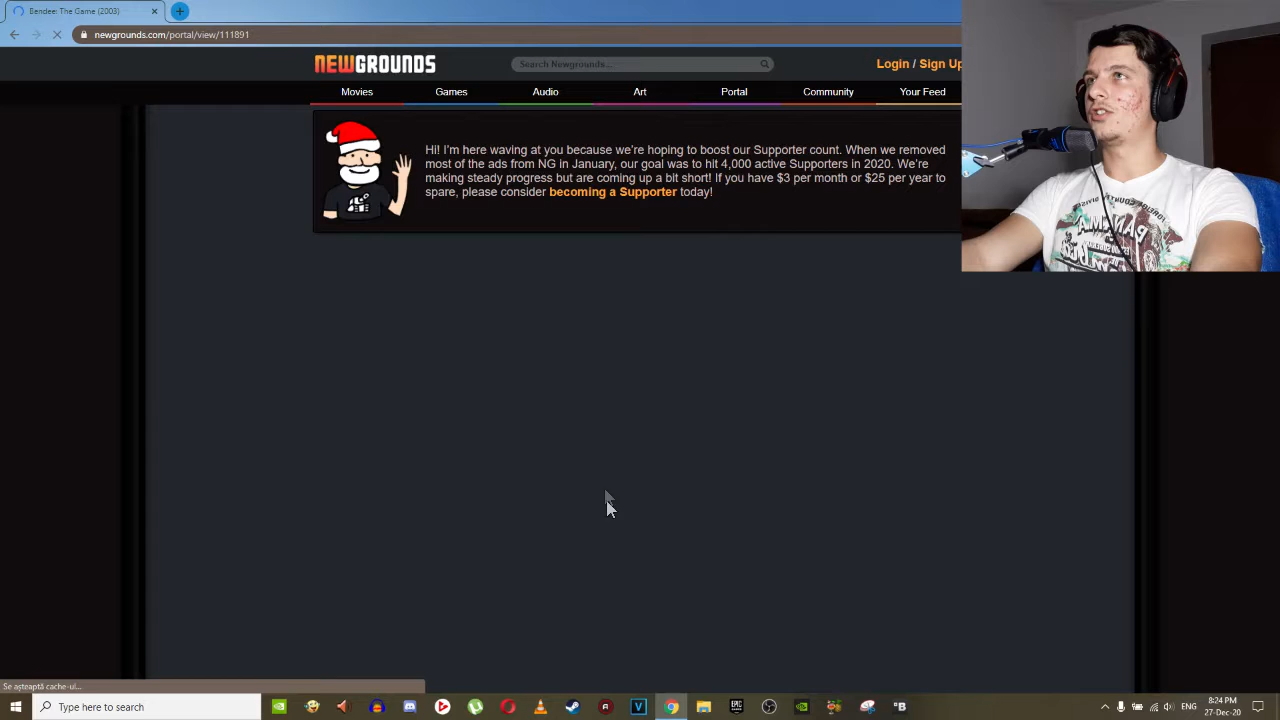 Bendee: The Game (2003)
newgrounds.com/portal/view/111891
NEWGROUNDS
Search Newgrounds...
Login / Sign Up
Movies
Games
Audio
Art
Portal
Community
Your Feed
Hi! I'm here waving at you because we're hoping to boost our Supporter count. When we removed
most of the ads from NG in January, our goal was to hit 4,000 active Supporters in 2020. We're
making steady progress but are coming up a bit short! If you have $3 per month or $25 per year to
spare, please consider becoming a Supporter today!
Se așteaptă cache-ul...
Type here to search
ENG
8:24 PM
27-Dec-20